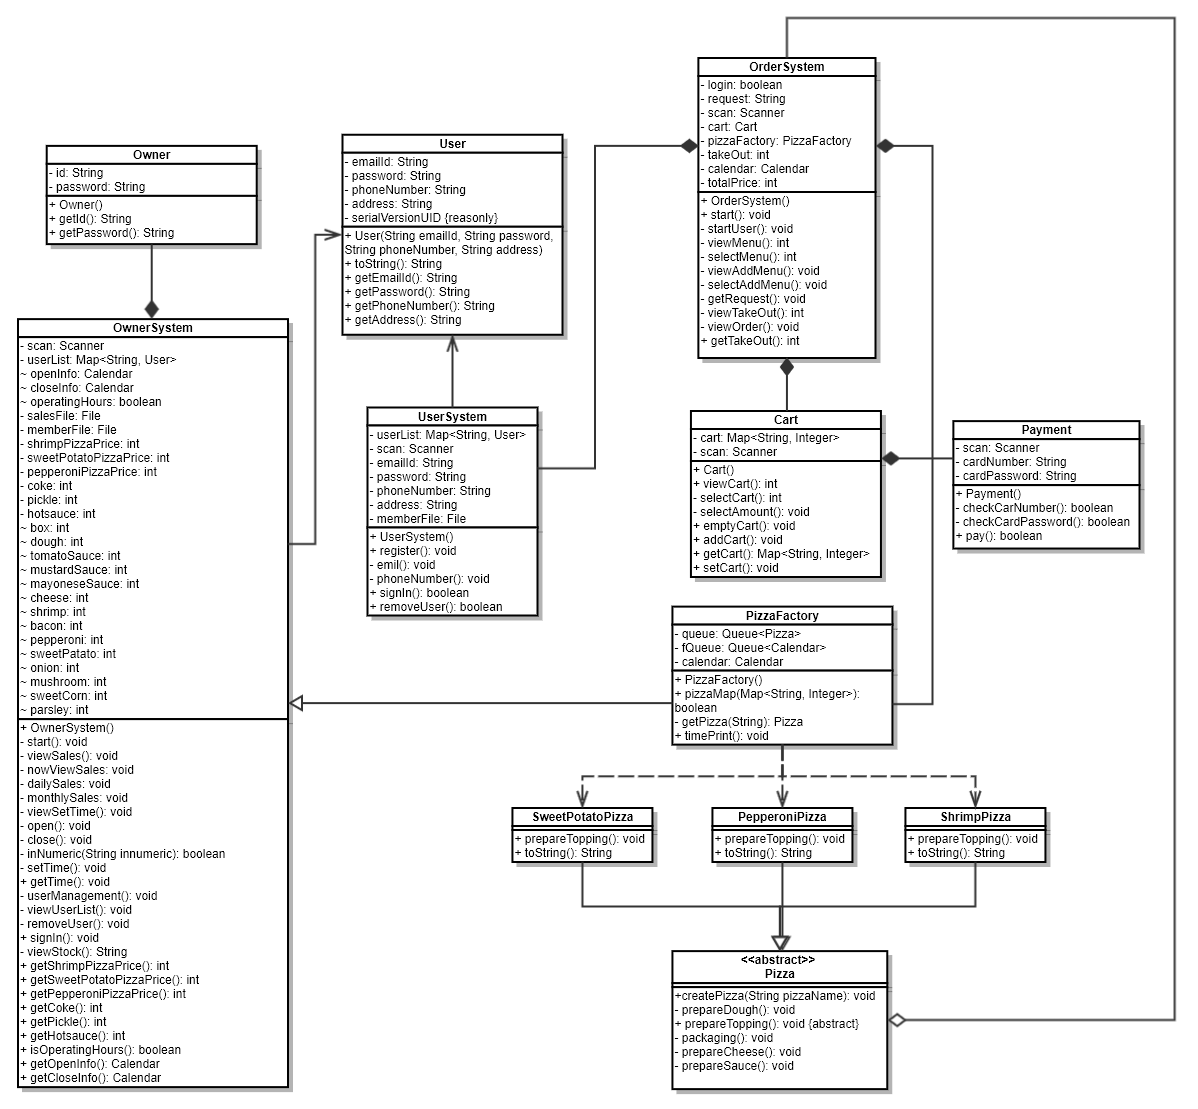 Owner
- id: String
- password: String
+ Owner()
+ getId(): String
+ getPassword(): String
User
- emailId: String
- password: String
- phoneNumber: String
- address: String
- serialVersionUID {reasonly}
+ User(String emailId, String password,
String phoneNumber, String address)
+ toString(): String
+ getEmailId(): String
+ getPassword(): String
+ getPhoneNumber(): String
+ getAddress(): String
OrderSystem
- login: boolean
- request: String
- scan: Scanner
- cart: Cart
- pizzaFactory: PizzaFactory
- takeOut: int
- calendar: Calendar
- totalPrice: int
+ OrderSystem()
+ start(): void
- startUser(): void
- viewMenu(): int
- selectMenu(): int
- viewAddMenu(): void
- selectAddMenu(): void
- getRequest(): void
- viewTakeOut(): int
- viewOrder(): void
+ getTakeOut(): int
OwnerSystem
- scan: Scanner
- userList: Map<String, User>
~ openInfo: Calendar
~ closeInfo: Calendar
~ operatingHours: boolean
- salesFile: File
- memberFile: File
- shrimpPizzaPrice: int
- sweetPotatoPizzaPrice: int
- pepperoniPizzaPrice: int
- coke: int
- pickle: int
- hotsauce: int
~ box: int
~ dough: int
~ tomatoSauce: int
~ mustardSauce: int
~ mayoneseSauce: int
~ cheese: int
~ shrimp: int
~ bacon: int
~ pepperoni: int
~ sweetPatato: int
~ onion: int
~ mushroom: int
~ sweetCorn: int
~ parsley: int
+ OwnerSystem()
- start(): void
- viewSales(): void
- nowViewSales: void
- dailySales: void
- monthlySales: void
- viewSetTime(): void
- open(): void
- close(): void
- inNumeric(String innumeric): boolean
- setTime(): void
+ getTime(): void
- userManagement(): void
- viewUserList(): void
- removeUser(): void
+ signIn(): void
- viewStock(): String
+ getShrimpPizzaPrice(): int
+ getSweetPotatoPizzaPrice(): int
+ getPepperoniPizzaPrice(): int
+ getCoke(): int
+ getPickle(): int
+ getHotsauce(): int
+ isOperatingHours(): boolean
+ getOpenInfo(): Calendar
+ getCloseInfo(): Calendar
UserSystem
- userList: Map<String, User>
- scan: Scanner
- emailId: String
- password: String
- phoneNumber: String
- address: String
- memberFile: File
+ UserSystem()
+ register(): void
- emil(): void
- phoneNumber(): void
+ signIn(): boolean
+ removeUser(): boolean
Cart
- cart: Map<String, Integer>
- scan: Scanner
+ Cart()
+ viewCart(): int
- selectCart(): int
- selectAmount(): void
+ emptyCart(): void
+ addCart(): void
+ getCart(): Map<String, Integer>
+ setCart(): void
Payment
- scan: Scanner
- cardNumber: String
- cardPassword: String
+ Payment()
- checkCarNumber(): boolean
- checkCardPassword(): boolean
+ pay(): boolean
PizzaFactory
- queue: Queue<Pizza>
- fQueue: Queue<Calendar>
- calendar: Calendar
+ PizzaFactory()
+ pizzaMap(Map<String, Integer>):
boolean
- getPizza(String): Pizza
+ timePrint(): void
SweetPotatoPizza
+ prepareTopping(): void
+ toString(): String
PepperoniPizza
+ prepareTopping(): void
+ toString(): String
ShrimpPizza
+ prepareTopping(): void
+ toString(): String
<<abstract>>
Pizza
+createPizza(String pizzaName): void
- prepareDough(): void
+ prepareTopping(): void {abstract}
- packaging(): void
- prepareCheese(): void
- prepareSauce(): void